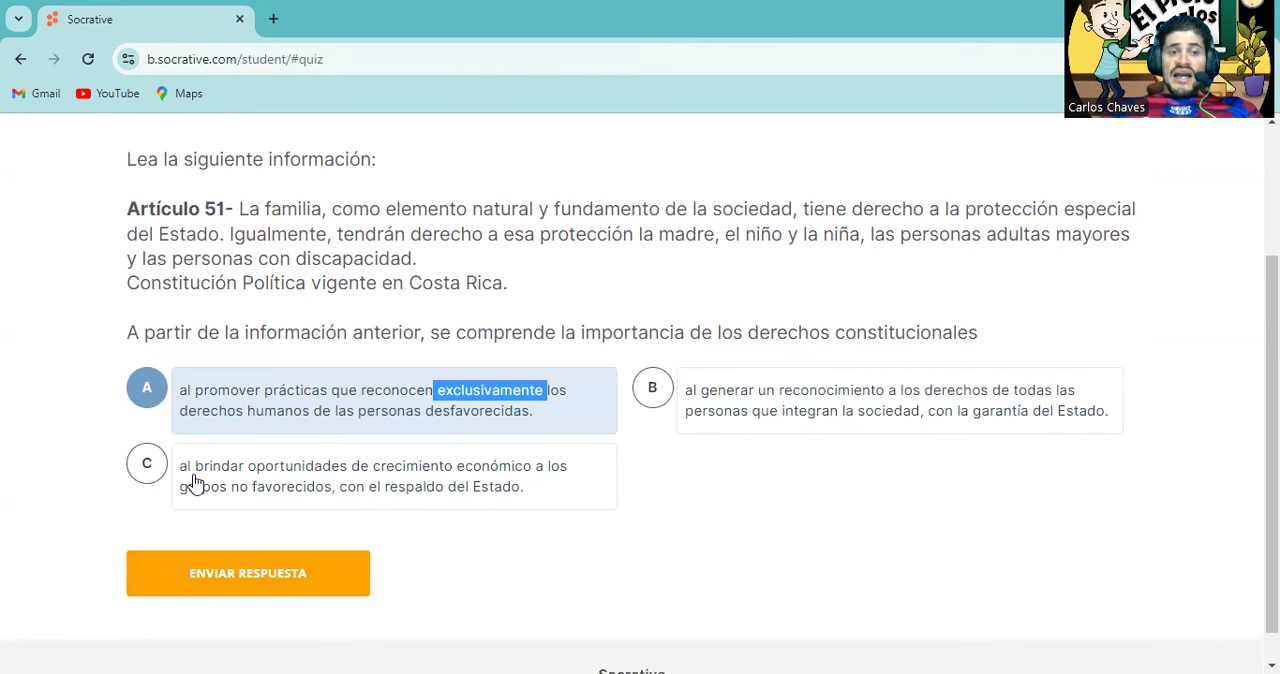 Socrative
b.socrative.com/student/#quiz
Gmail YouTube Maps
El Profe
Carlos Chaves
Lea la siguiente información:
Artículo 51- La familia, como elemento natural y fundamento de la sociedad, tiene derecho a la protección especial
del Estado. Igualmente, tendrán derecho a esa protección la madre, el niño y la niña, las personas adultas mayores
y las personas con discapacidad.
Constitución Política vigente en Costa Rica.
A partir de la información anterior, se comprende la importancia de los derechos constitucionales
A
al promover prácticas que reconocen exclusivamente los
derechos humanos de las personas desfavorecidas.
B
al generar un reconocimiento a los derechos de todas las
personas que integran la sociedad, con la garantía del Estado.
C
al brindar oportunidades de crecimiento económico a los
grupos no favorecidos, con el respaldo del Estado.
ENVIAR RESPUESTA
Socrative